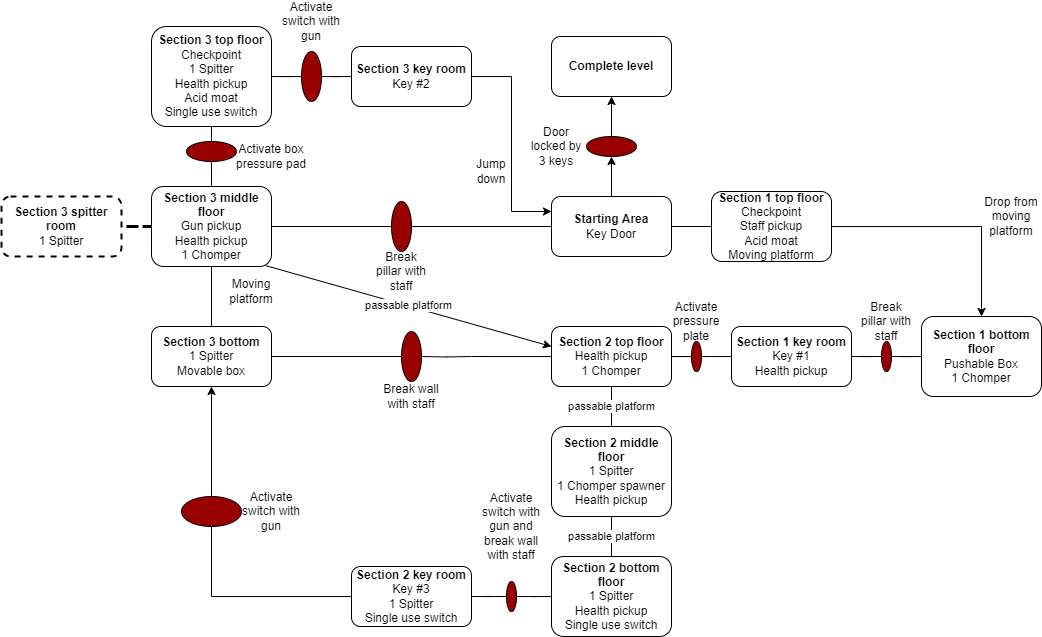 Activate
switch with
gun
Section 3 top floor
Checkpoint
1 Spitter
Health pickup
Acid moat
Single use switch
Section 3 key room
Key #2
Complete level
Door
locked by
3 keys
Activate box
pressure pad
Jump
down
Section 3 spitter
room
1 Spitter
Section 3 middle
floor
Gun pickup
Health pickup
1 Chomper
Break
pillar with
staff
Starting Area
Key Door
Section 1 top floor
Checkpoint
Staff pickup
Acid moat
Moving platform
Drop from
moving
platform
Moving
platform
passable platform
Section 3 bottom
1 Spitter
Movable box
Break wall
with staff
Section 2 top floor
Health pickup
1 Chomper
Activate
pressure
plate
Section 1 key room
Key #1
Health pickup
Break
pillar with
staff
Section 1 bottom
floor
Pushable Box
1 Chomper
passable platform
Section 2 middle
floor
1 Spitter
1 Chomper spawner
Health pickup
passable platform
Activate
switch with
gun
Activate
switch with
gun and
break wall
with staff
Section 2 key room
Key #3
1 Spitter
Single use switch
Section 2 bottom
floor
1 Spitter
Health pickup
Single use switch